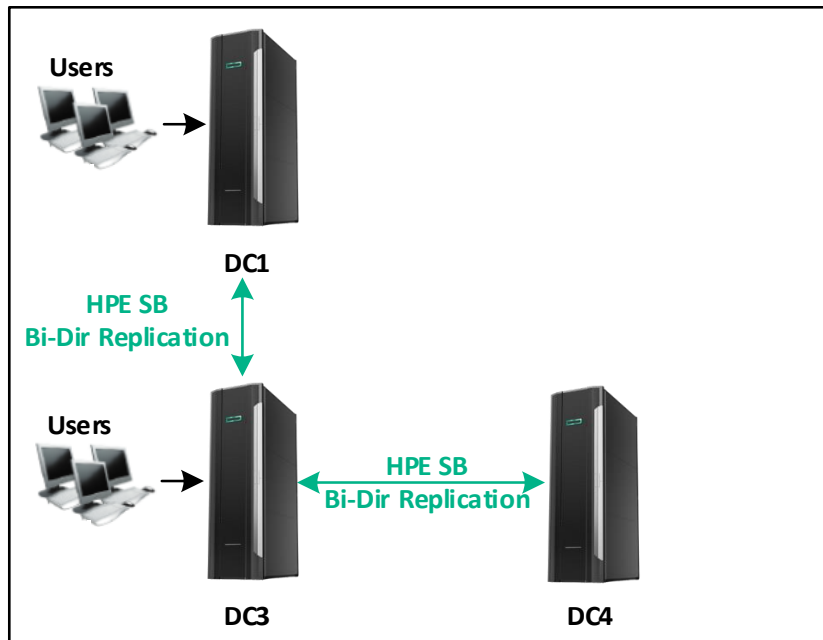 Users
DC1
HPE SB
Bi-Dir Replication
Users
HPE SB
Bi-Dir Replication
DC3
DC4